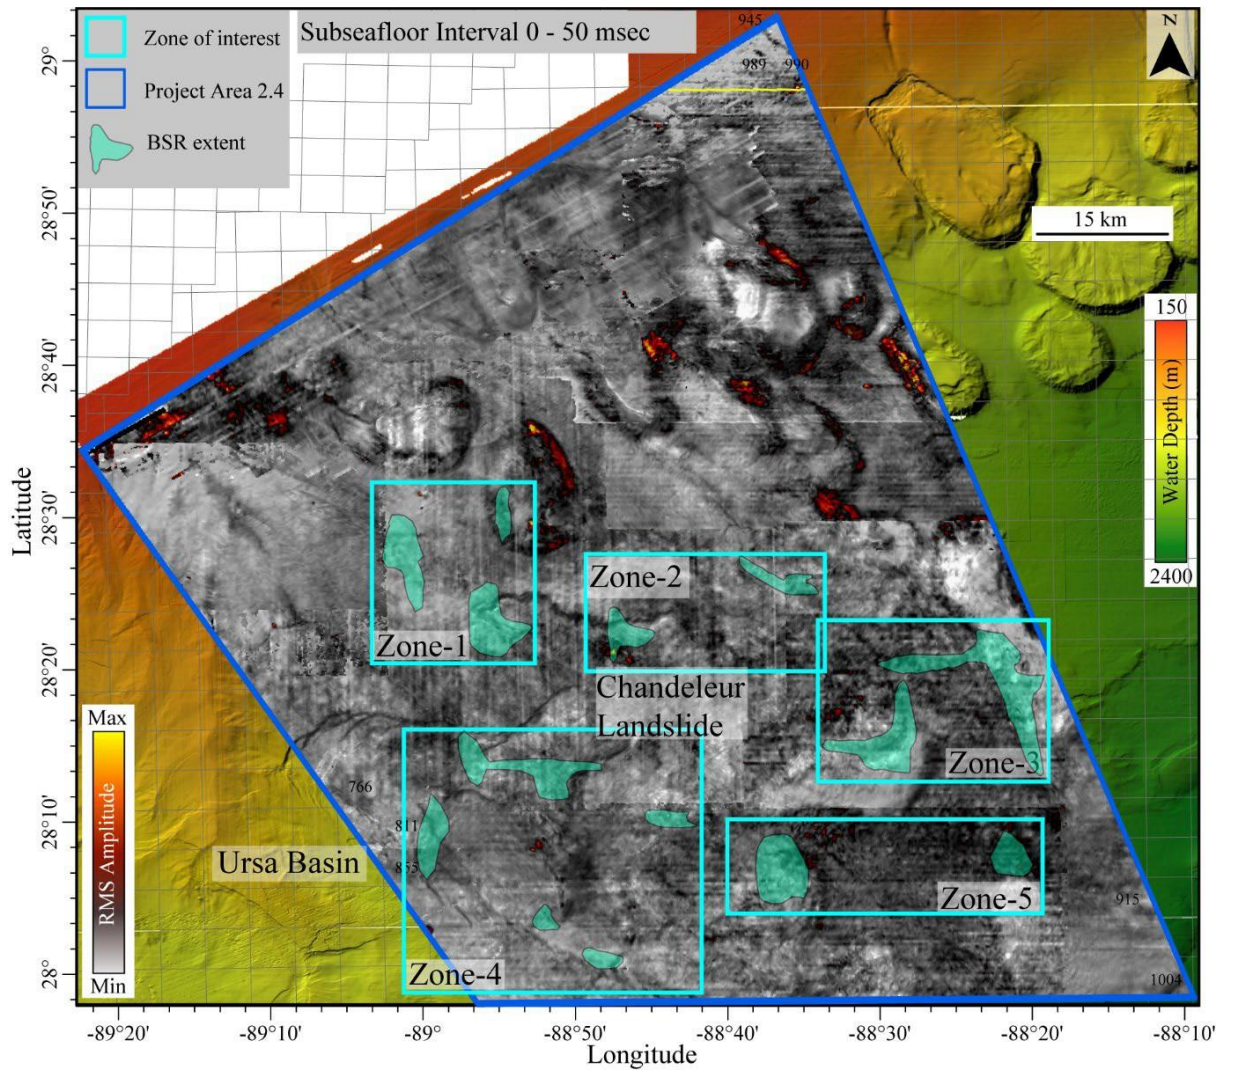 Zone of interest
Project Area 2.4
BSR extent
Subseafloor Interval 0 - 50 msec
945
989 990
N
15 km
150
Water Depth (m)
2400
Zone-1
Zone-2
Chandeleur
Landslide
Zone-3
766
811
855
Ursa Basin
Zone-4
Zone-5
915
1004
Max
RMS Amplitude
Min
Latitude
29°
28°50'
28°40'
28°30'
28°20'
28°10'
28°
-89°20' -89°10' -89° -88°50' -88°40' -88°30' -88°20' -88°10'
Longitude